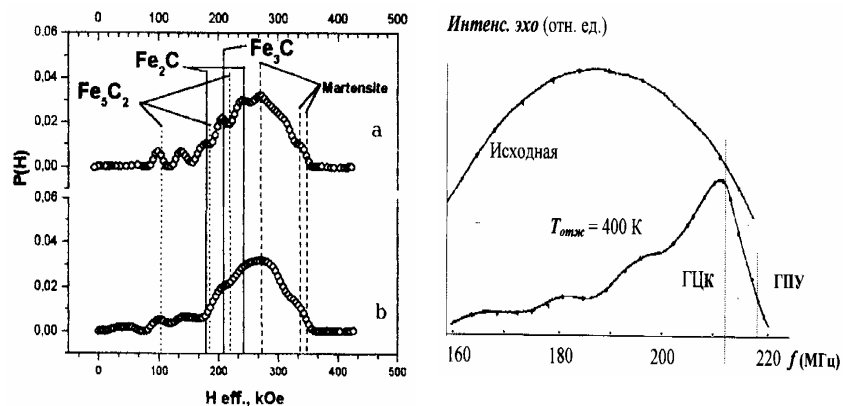 0 100 200 300 400 500
Fe₃C
Fe₂C
Fe₅C₂
Martensite
a
0,06
0,04
0,02
0,00
P(H)
0,06
0,04
0,02
0,00
b
0 100 200 300 400 500
H eff., kOe
Интенс. эхо (отн. ед.)
Исходная
Tотж = 400 К
ГЦК ГПУ
160 180 200 220 f (МГц)